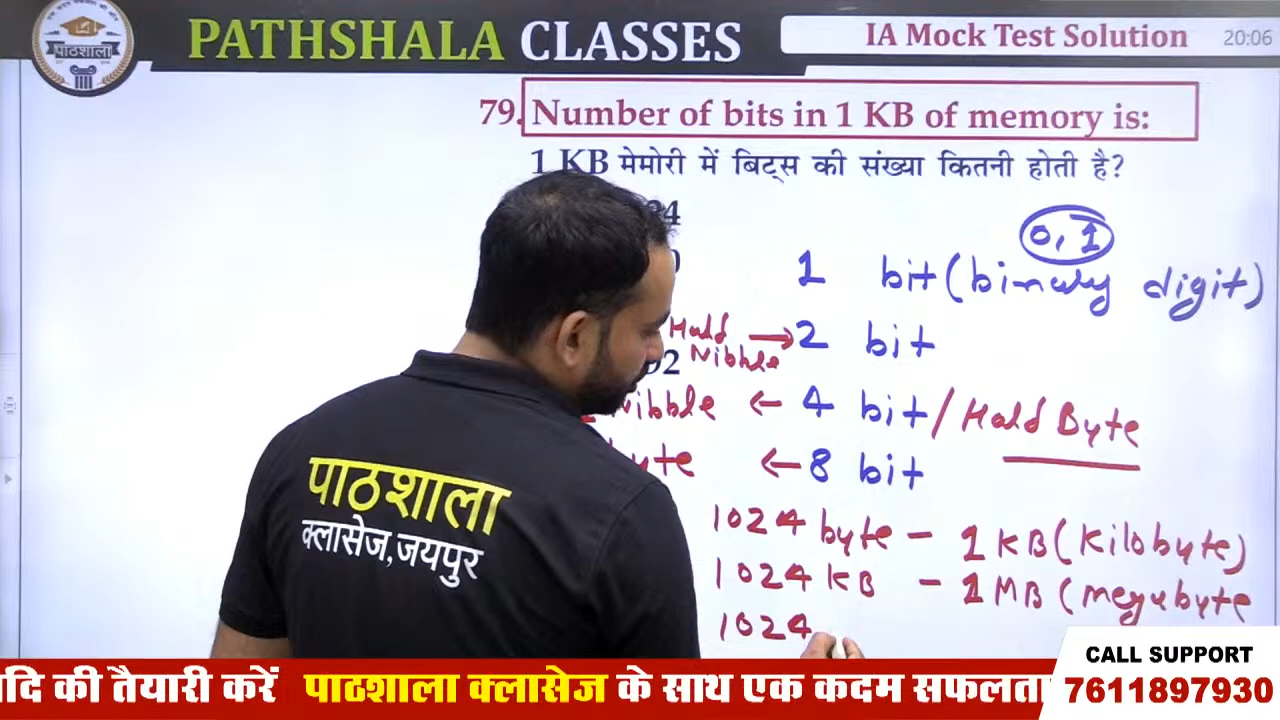 पाठशाला
PATHSHALA CLASSES
IA Mock Test Solution
20:06
79. Number of bits in 1 KB of memory is:
1 KB मेमोरी में बिट्स की संख्या कितनी होती है?
0, 1
1 bit (binary digit)
Half Nibble → 2 bit
92
← 4 bit / Half Byte
← 8 bit
1024 byte - 1 KB (Kilobyte)
1024 KB - 1 MB (megabyte
1024
पाठशाला
क्लासेज, जयपुर
की तैयारी करें पाठशाला क्लासेज के साथ एक कदम सफलता
CALL SUPPORT
7611897930